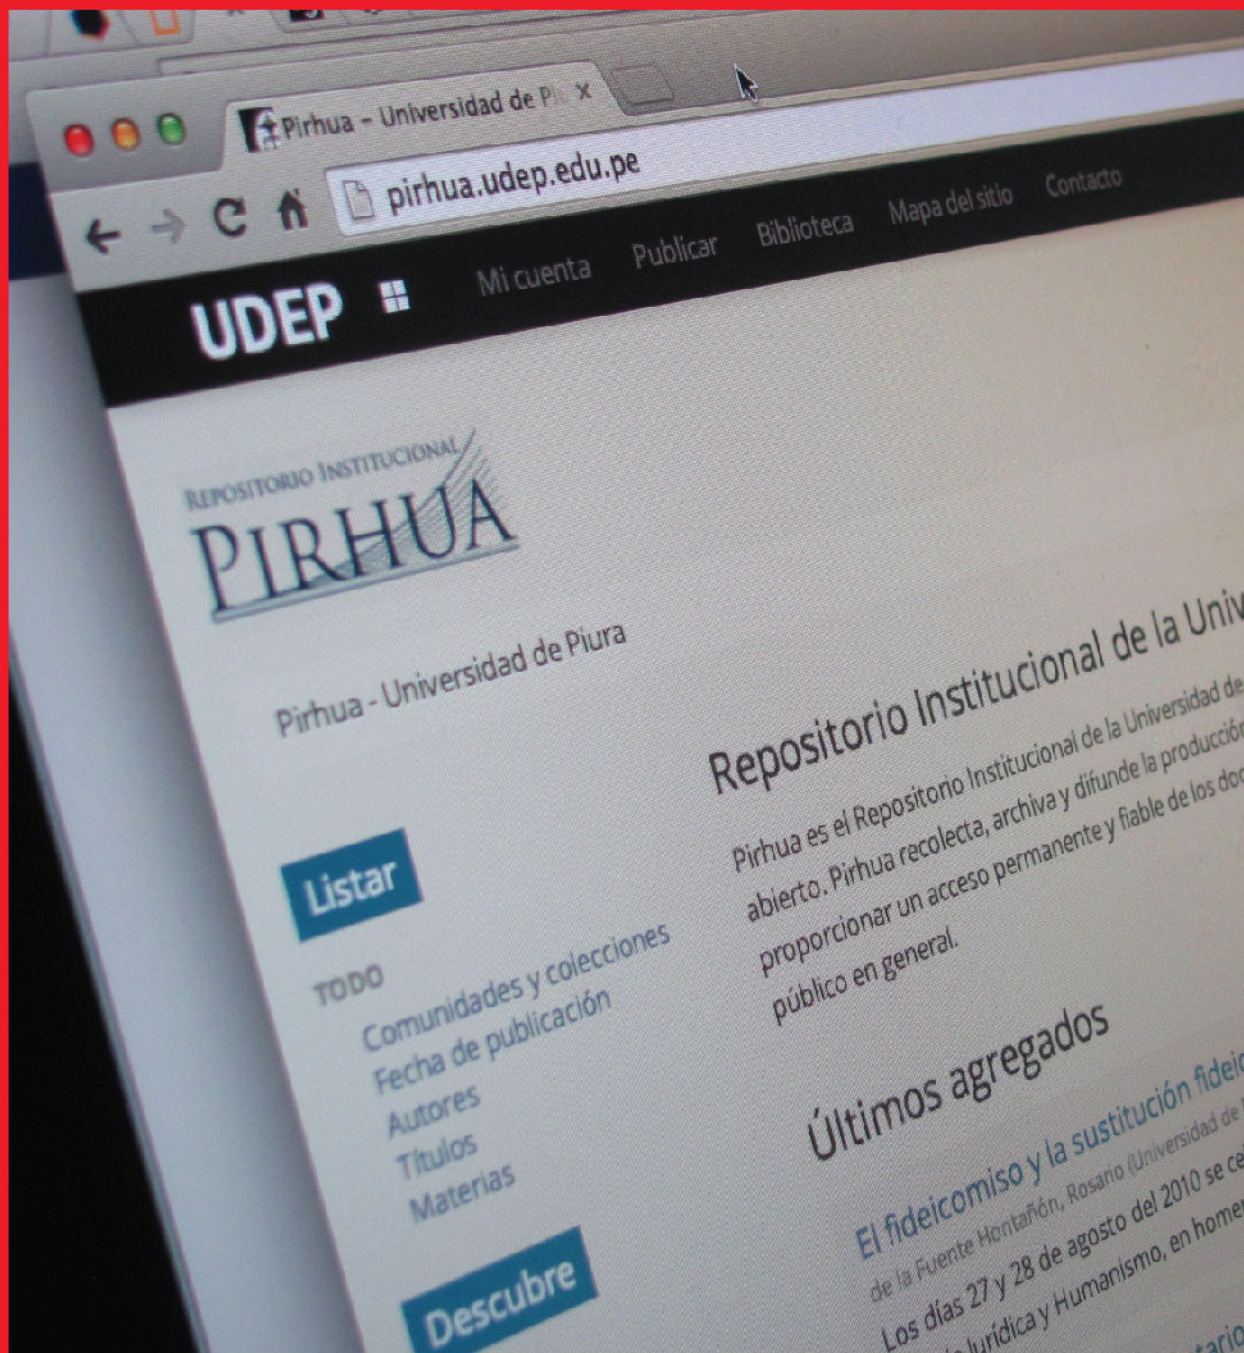 Pirhua – Universidad de P
pirhua.udep.edu.pe
UDEP Mi cuenta Publicar Biblioteca Mapa del sitio Contacto
REPOSITORIO INSTITUCIONAL
PIRHUA
Pirhua - Universidad de Piura
Listar
TODO
Comunidades y colecciones
Fecha de publicación
Autores
Títulos
Materias
Descubre
Repositorio Institucional de la Univ
Pirhua es el Repositorio Institucional de la Universidad de
abierto. Pirhua recolecta, archiva y difunde la producción
proporcionar un acceso permanente y fiable de los doc
público en general.
Últimos agregados
El fideicomiso y la sustitución fideic
de la Fuente Hontañón, Rosario (Universidad de
Los días 27 y 28 de agosto del 2010 se ce
Jurídica y Humanismo, en home